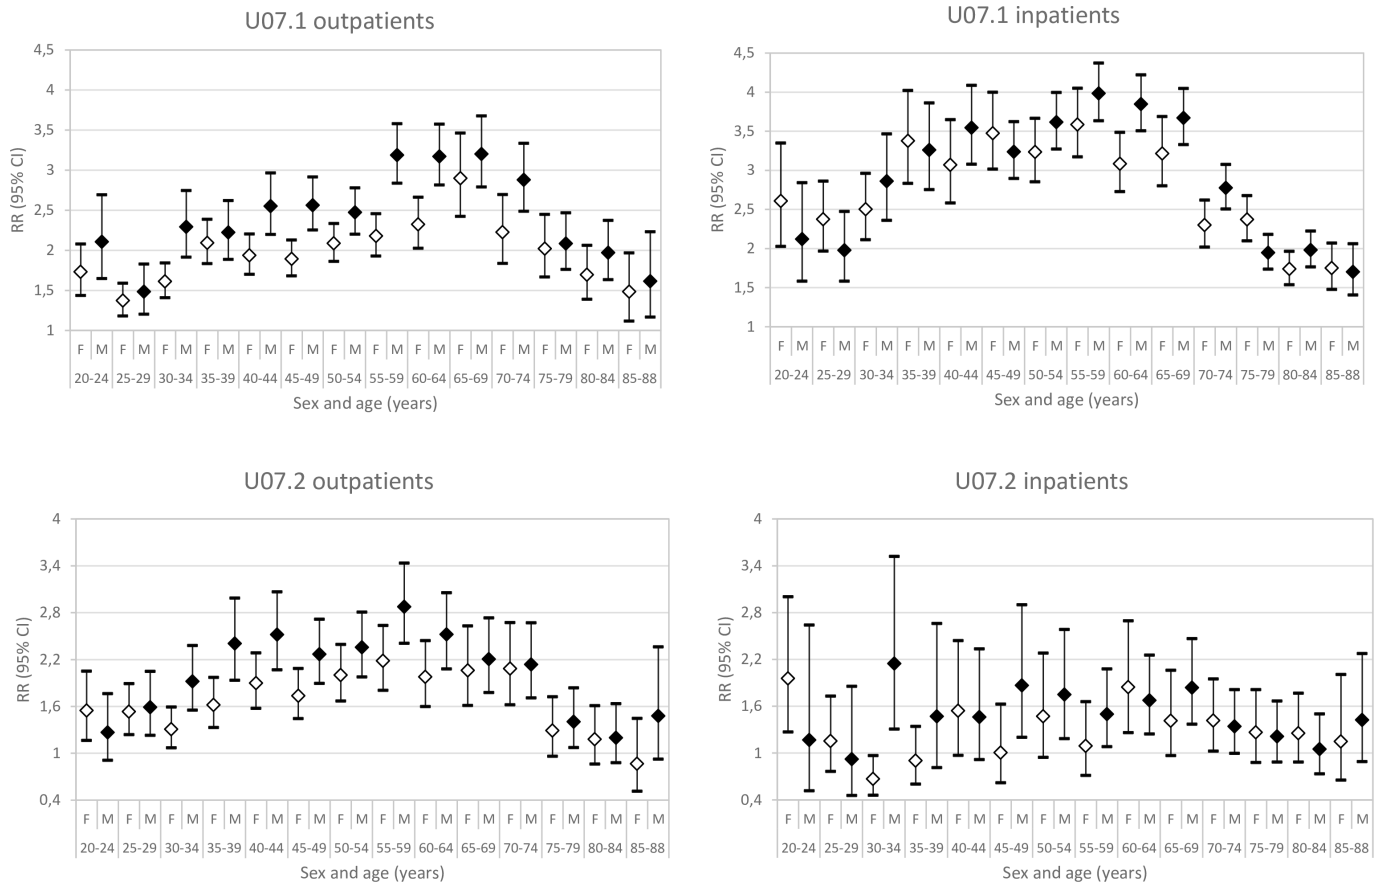 U07.1 outpatients
4,5
4
3,5
3
2,5
2
1,5
1
RR (95% CI)
F M F M F M F M F M F M F M F M F M F M F M F M F M F M
20-24 25-29 30-34 35-39 40-44 45-49 50-54 55-59 60-64 65-69 70-74 75-79 80-84 85-88
Sex and age (years)
U07.1 inpatients
4,5
4
3,5
3
2,5
2
1,5
1
RR (95% CI)
F M F M F M F M F M F M F M F M F M F M F M F M F M F M
20-24 25-29 30-34 35-39 40-44 45-49 50-54 55-59 60-64 65-69 70-74 75-79 80-84 85-88
Sex and age (years)
U07.2 outpatients
4
3,4
2,8
2,2
1,6
1
0,4
RR (95% CI)
F M F M F M F M F M F M F M F M F M F M F M F M F M F M
20-24 25-29 30-34 35-39 40-44 45-49 50-54 55-59 60-64 65-69 70-74 75-79 80-84 85-88
Sex and age (years)
U07.2 inpatients
4
3,4
2,8
2,2
1,6
1
0,4
RR (95% CI)
F M F M F M F M F M F M F M F M F M F M F M F M F M F M
20-24 25-29 30-34 35-39 40-44 45-49 50-54 55-59 60-64 65-69 70-74 75-79 80-84 85-88
Sex and age (years)